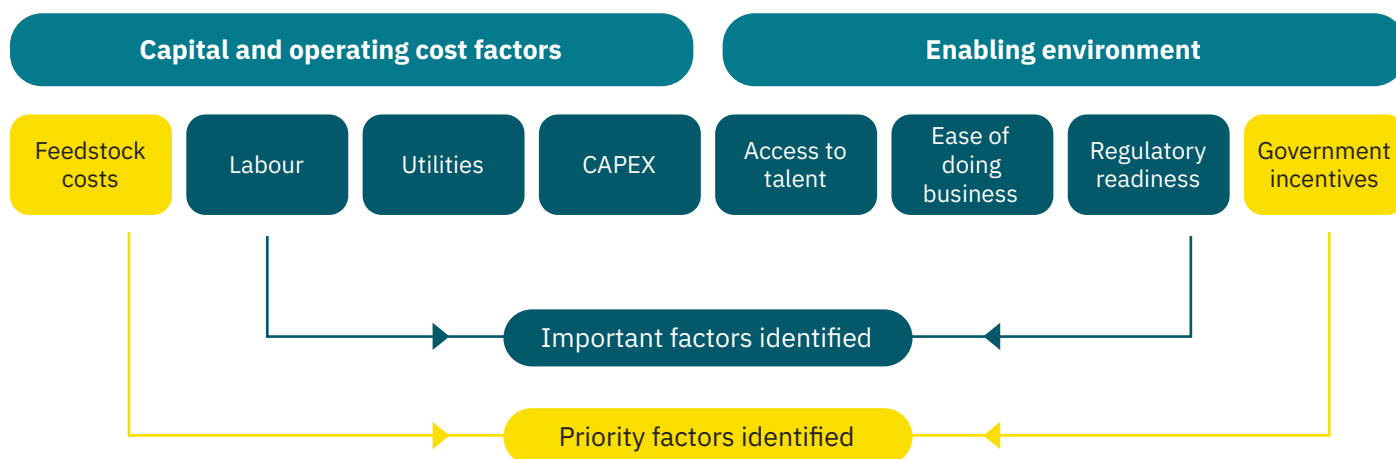 Capital and operating cost factors
Enabling environment
Feedstock
costs
Labour
Utilities
CAPEX
Access to
talent
Ease of
doing
business
Regulatory
readiness
Government
incentives
Important factors identified
Priority factors identified